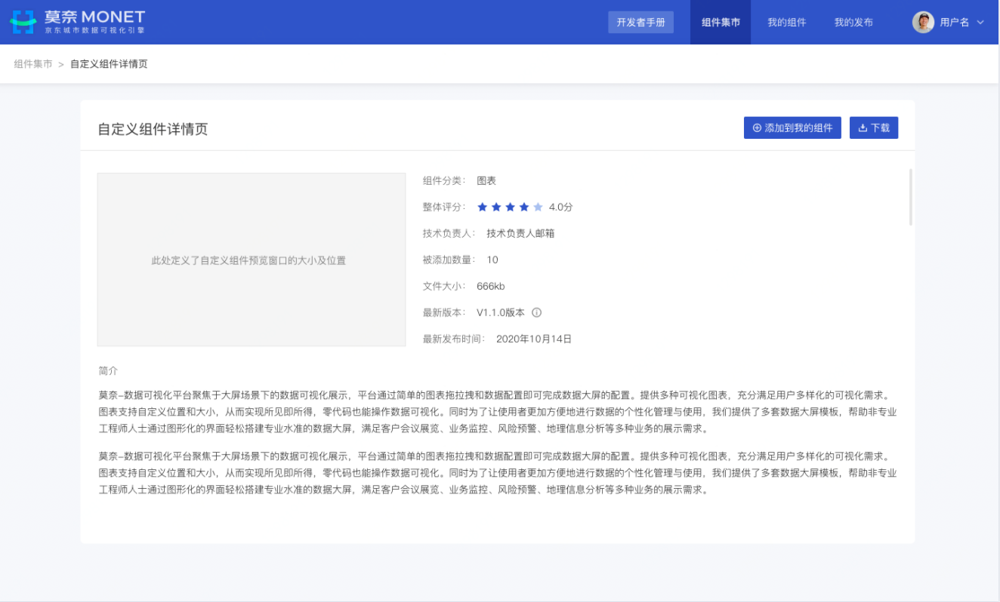 莫奈 MONET
京东城市数据可视化引擎
开发者手册
组件集市
我的组件
我的发布
用户名
组件集市 > 自定义组件详情页
自定义组件详情页
添加到我的组件
下载
此处定义了自定义组件预览窗口的大小及位置
组件分类： 图表
整体评分： 4.0分
技术负责人： 技术负责人邮箱
被添加数量： 10
文件大小： 666kb
最新版本： V1.1.0版本
最新发布时间： 2020年10月14日
简介
莫奈–数据可视化平台聚焦于大屏场景下的数据可视化展示，平台通过简单的图表拖拉拽和数据配置即可完成数据大屏的配置。提供多种可视化图表，充分满足用户多样化的可视化需求。
图表支持自定义位置和大小，从而实现所见即所得，零代码也能操作数据可视化。同时为了让使用者更加方便地进行数据的个性化管理与使用，我们提供了多套数据大屏模板，帮助非专业
工程师人士通过图形化的界面轻松搭建专业水准的数据大屏，满足客户会议展览、业务监控、风险预警、地理信息分析等多种业务的展示需求。
莫奈–数据可视化平台聚焦于大屏场景下的数据可视化展示，平台通过简单的图表拖拉拽和数据配置即可完成数据大屏的配置。提供多种可视化图表，充分满足用户多样化的可视化需求。
图表支持自定义位置和大小，从而实现所见即所得，零代码也能操作数据可视化。同时为了让使用者更加方便地进行数据的个性化管理与使用，我们提供了多套数据大屏模板，帮助非专业
工程师人士通过图形化的界面轻松搭建专业水准的数据大屏，满足客户会议展览、业务监控、风险预警、地理信息分析等多种业务的展示需求。